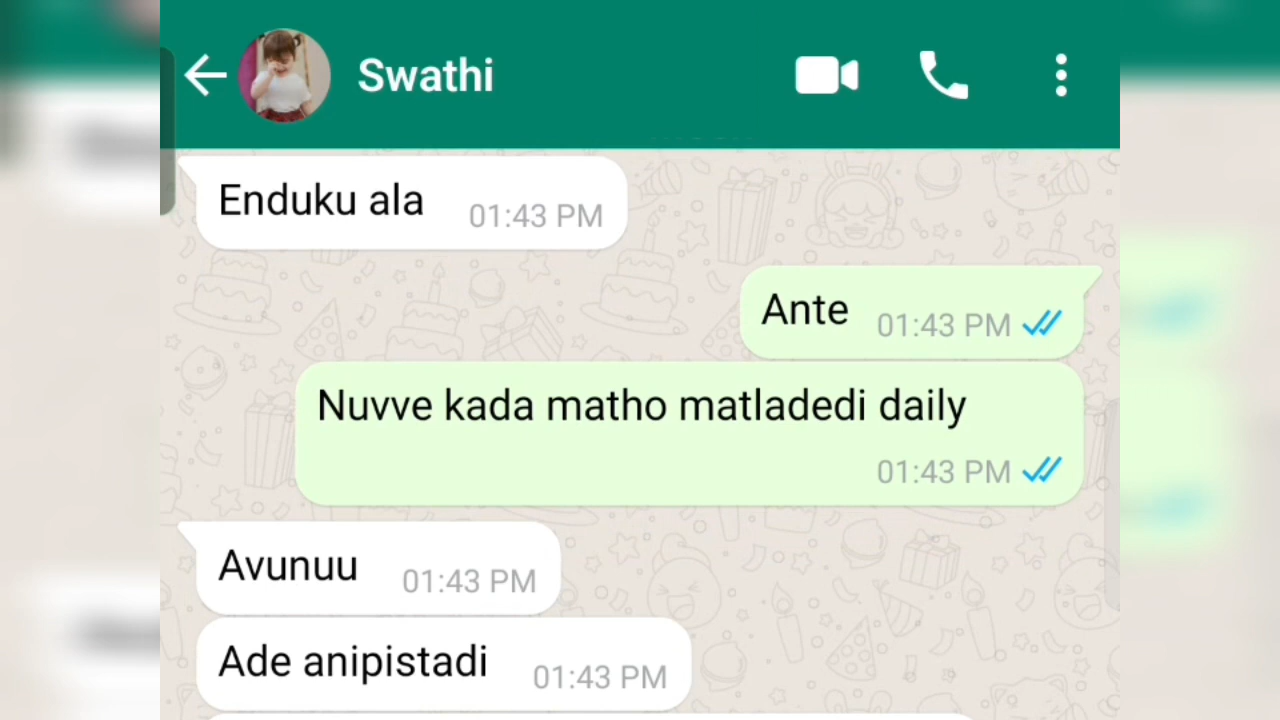 Swathi
Enduku ala 01:43 PM
Ante 01:43 PM
Nuvve kada matho matladedi daily
01:43 PM
Avunuu 01:43 PM
Ade anipistadi 01:43 PM